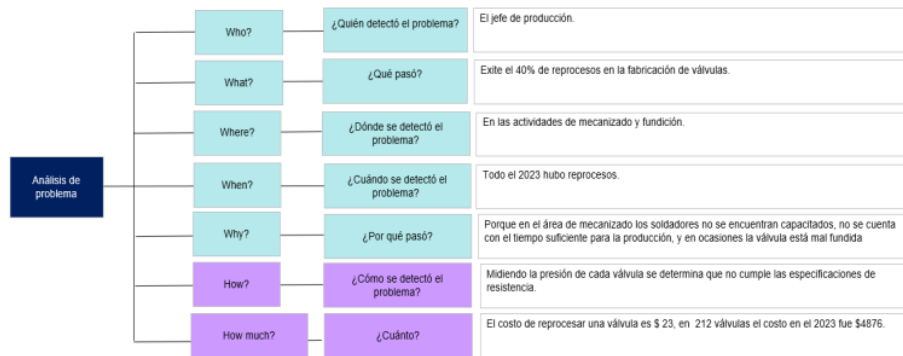 Análisis de
problema
Who?
¿Quién detectó el problema?
El jefe de producción.
What?
¿Qué pasó?
Exite el 40% de reprocesos en la fabricación de válvulas.
Where?
¿Dónde se detectó el
problema?
En las actividades de mecanizado y fundición.
When?
¿Cuándo se detectó el
problema?
Todo el 2023 hubo reprocesos.
Why?
¿Por qué pasó?
Porque en el área de mecanizado los soldadores no se encuentran capacitados, no se cuenta
con el tiempo suficiente para la producción, y en ocasiones la válvula está mal fundida
How?
¿Cómo se detectó el
problema?
Midiendo la presión de cada válvula se determina que no cumple las especificaciones de
resistencia.
How much?
¿Cuánto?
El costo de reprocesar una válvula es $ 23, en 212 válvulas el costo en el 2023 fue $4876.